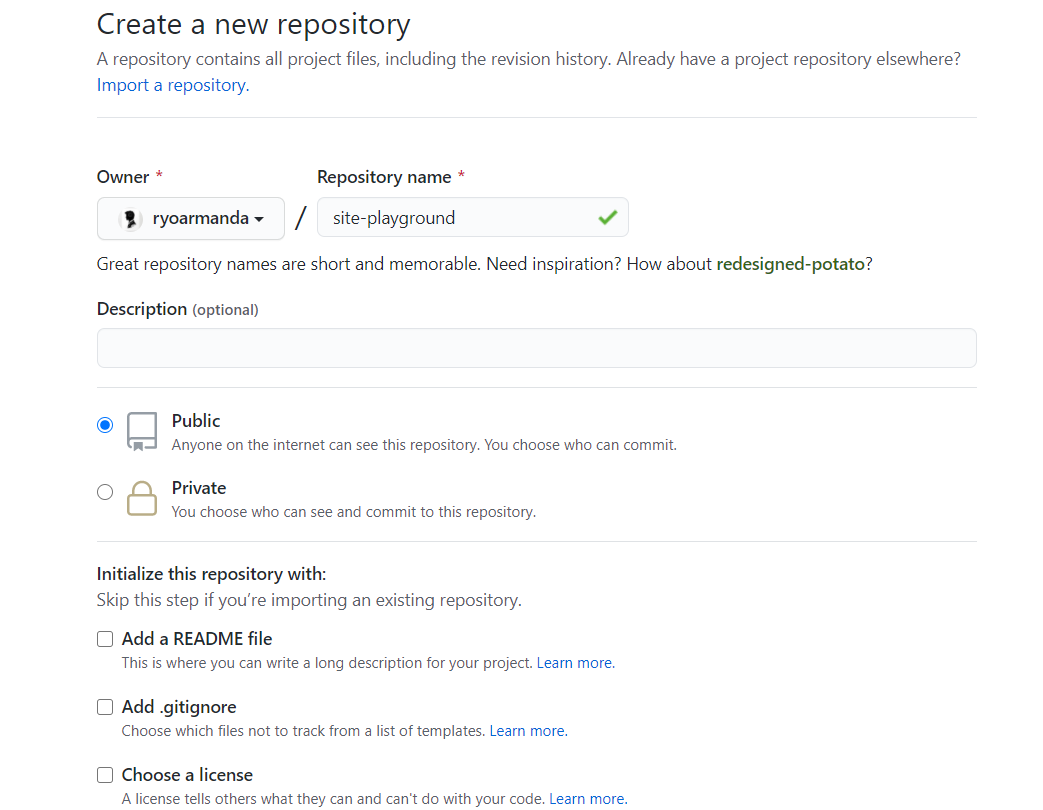 Create a new repository
A repository contains all project files, including the revision history. Already have a project repository elsewhere?
Import a repository.
Owner * Repository name *
ryoarmanda / site-playground
Great repository names are short and memorable. Need inspiration? How about redesigned-potato?
Description (optional)
Public
Anyone on the internet can see this repository. You choose who can commit.
Private
You choose who can see and commit to this repository.
Initialize this repository with:
Skip this step if you’re importing an existing repository.
Add a README file
This is where you can write a long description for your project. Learn more.
Add .gitignore
Choose which files not to track from a list of templates. Learn more.
Choose a license
A license tells others what they can and can't do with your code. Learn more.